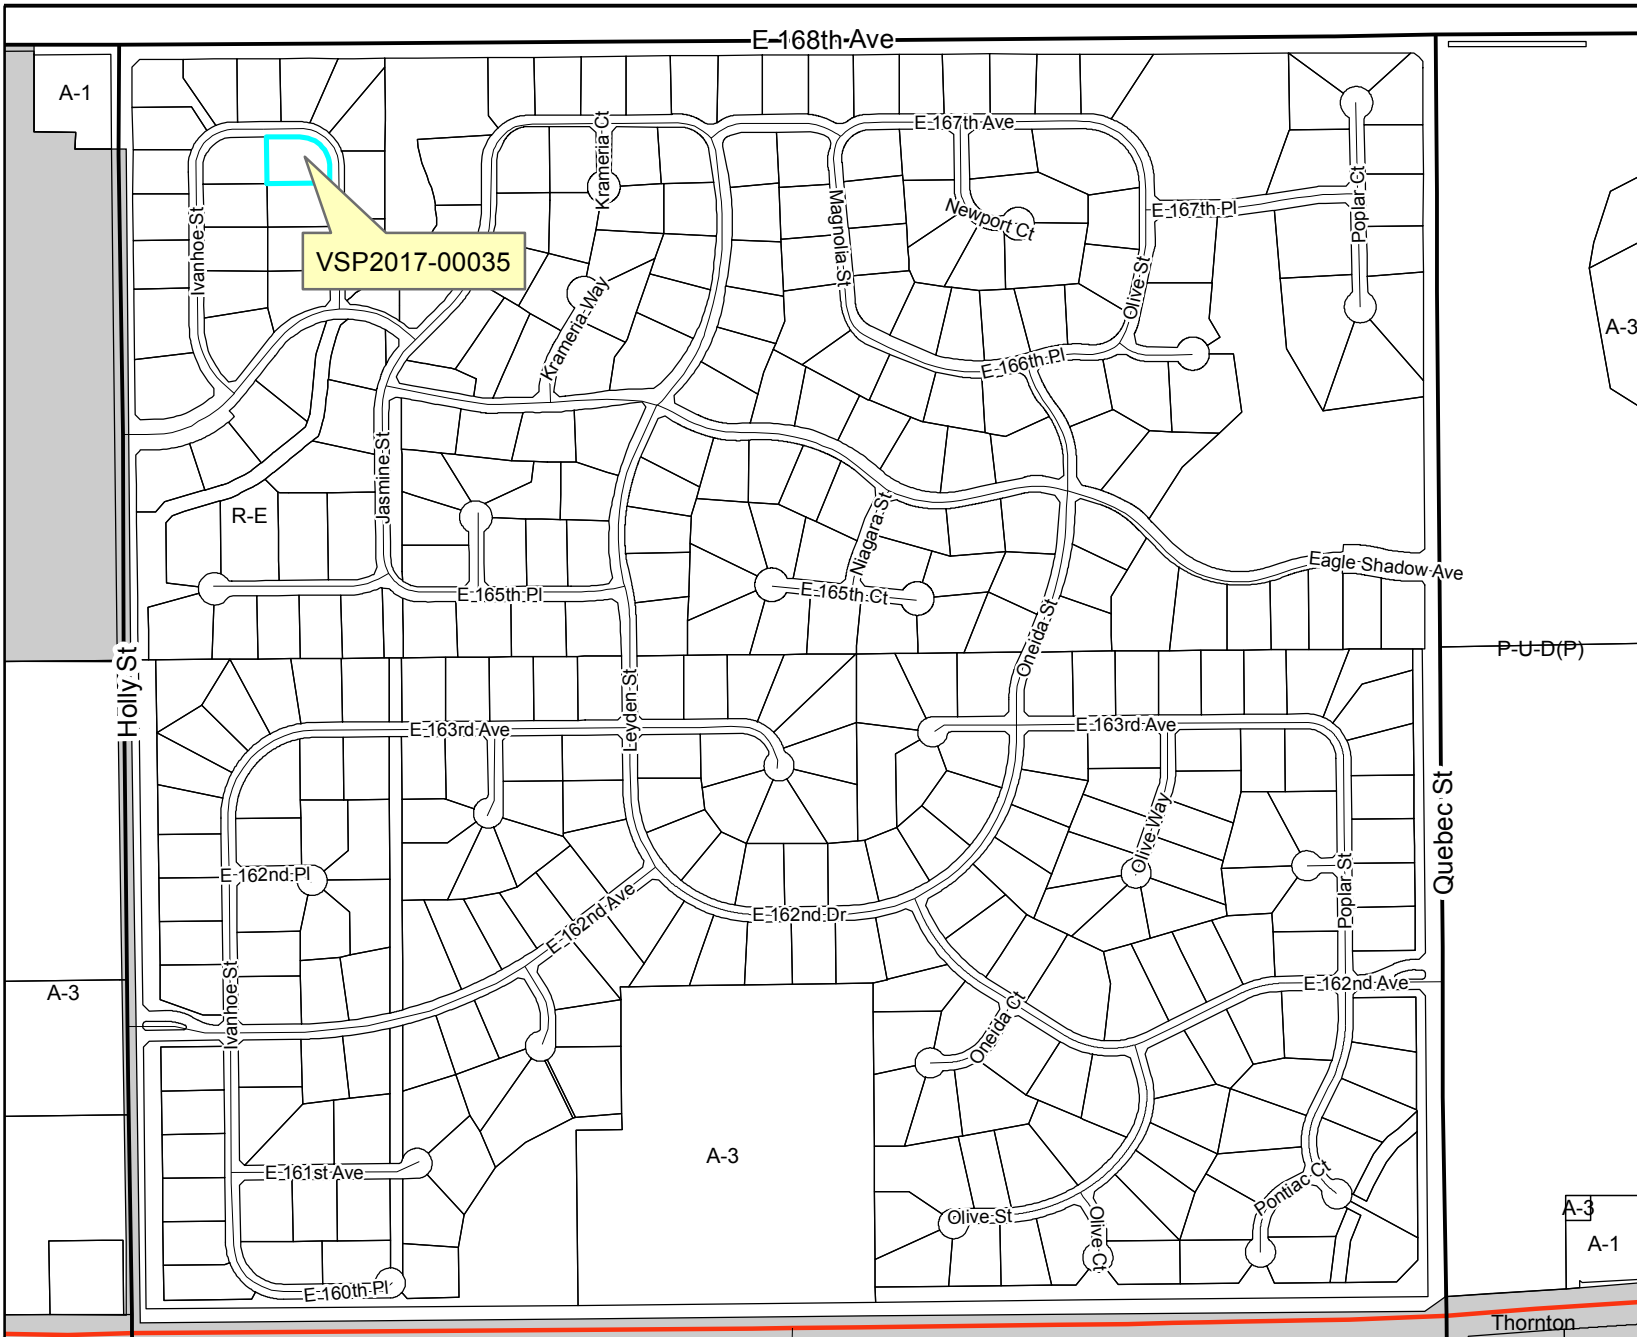 E 168th Ave
A-1
Krameria Ct
E 167th Ave
Poplar Ct
Ivanhoe St
Magnolia St
Newport Ct
E 167th Pl
VSP2017-00035
Olive St
A-3
Krameria Way
E 166th Pl
Jasmine St
R-E
Niagara St
Eagle Shadow Ave
E 165th Pl
E 165th Ct
Oneida St
P-U-D(P)
Holly St
Leyden St
E 163rd Ave
E 163rd Ave
Olive Way
Quebec St
E 162nd Pl
Poplar St
E 162nd Ave
E 162nd Dr
Ivanhoe St
A-3
E 162nd Ave
Oneida Ct
A-3
E 161st Ave
Pontiac Ct
Olive St
Olive Ct
A-3
A-1
E 160th Pl
Thornton